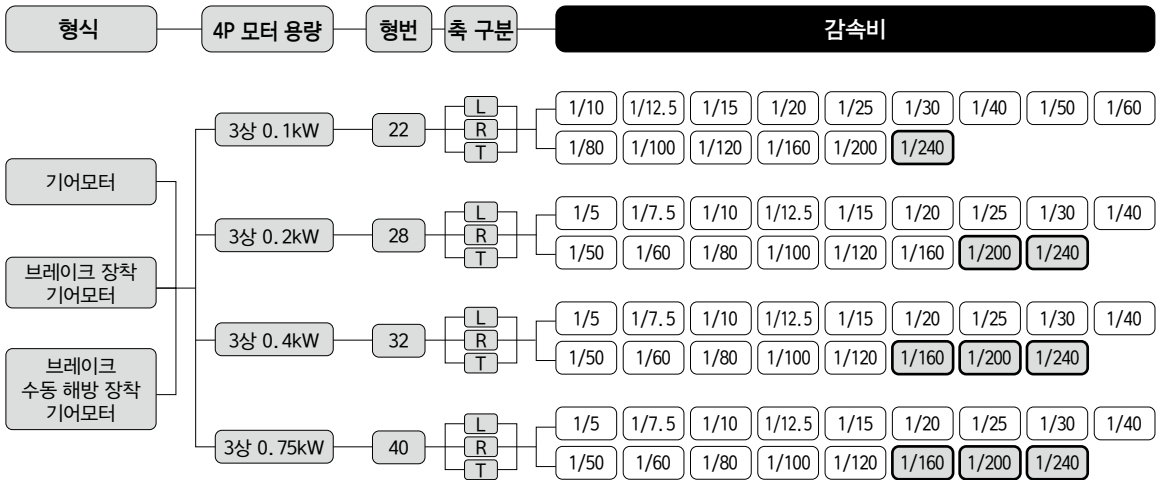 형식 4P 모터 용량 형번 축 구분 감속비
기어모터
브레이크 장착
기어모터
브레이크
수동 해방 장착
기어모터
3상 0.1kW 22
L
R
T
1/10 1/12.5 1/15 1/20 1/25 1/30 1/40 1/50 1/60
1/80 1/100 1/120 1/160 1/200 1/240
3상 0.2kW 28
L
R
T
1/5 1/7.5 1/10 1/12.5 1/15 1/20 1/25 1/30 1/40
1/50 1/60 1/80 1/100 1/120 1/160 1/200 1/240
3상 0.4kW 32
L
R
T
1/5 1/7.5 1/10 1/12.5 1/15 1/20 1/25 1/30 1/40
1/50 1/60 1/80 1/100 1/120 1/160 1/200 1/240
3상 0.75kW 40
L
R
T
1/5 1/7.5 1/10 1/12.5 1/15 1/20 1/25 1/30 1/40
1/50 1/60 1/80 1/100 1/120 1/160 1/200 1/240